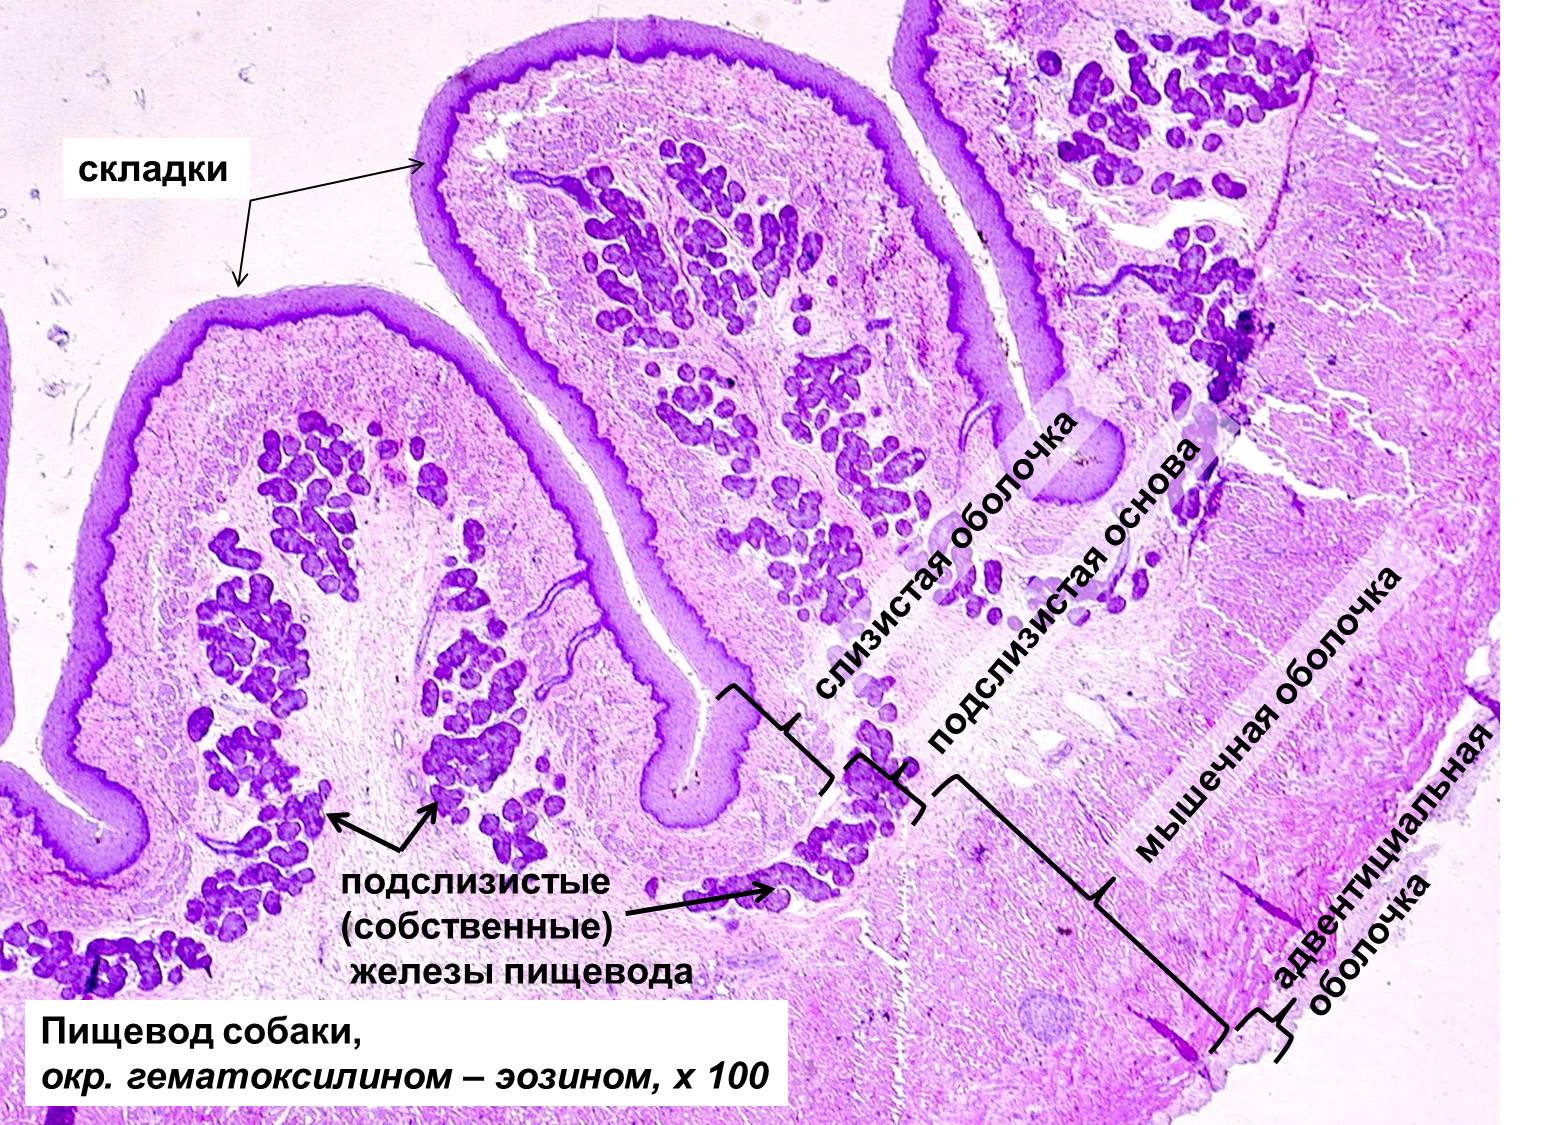 складки
слизистая оболочка
подслизистая основа
мышечная оболочка
адвентициальная
оболочка
подслизистые
(собственные)
железы пищевода
Пищевод собаки,
окр. гематоксилином – эозином, х 100